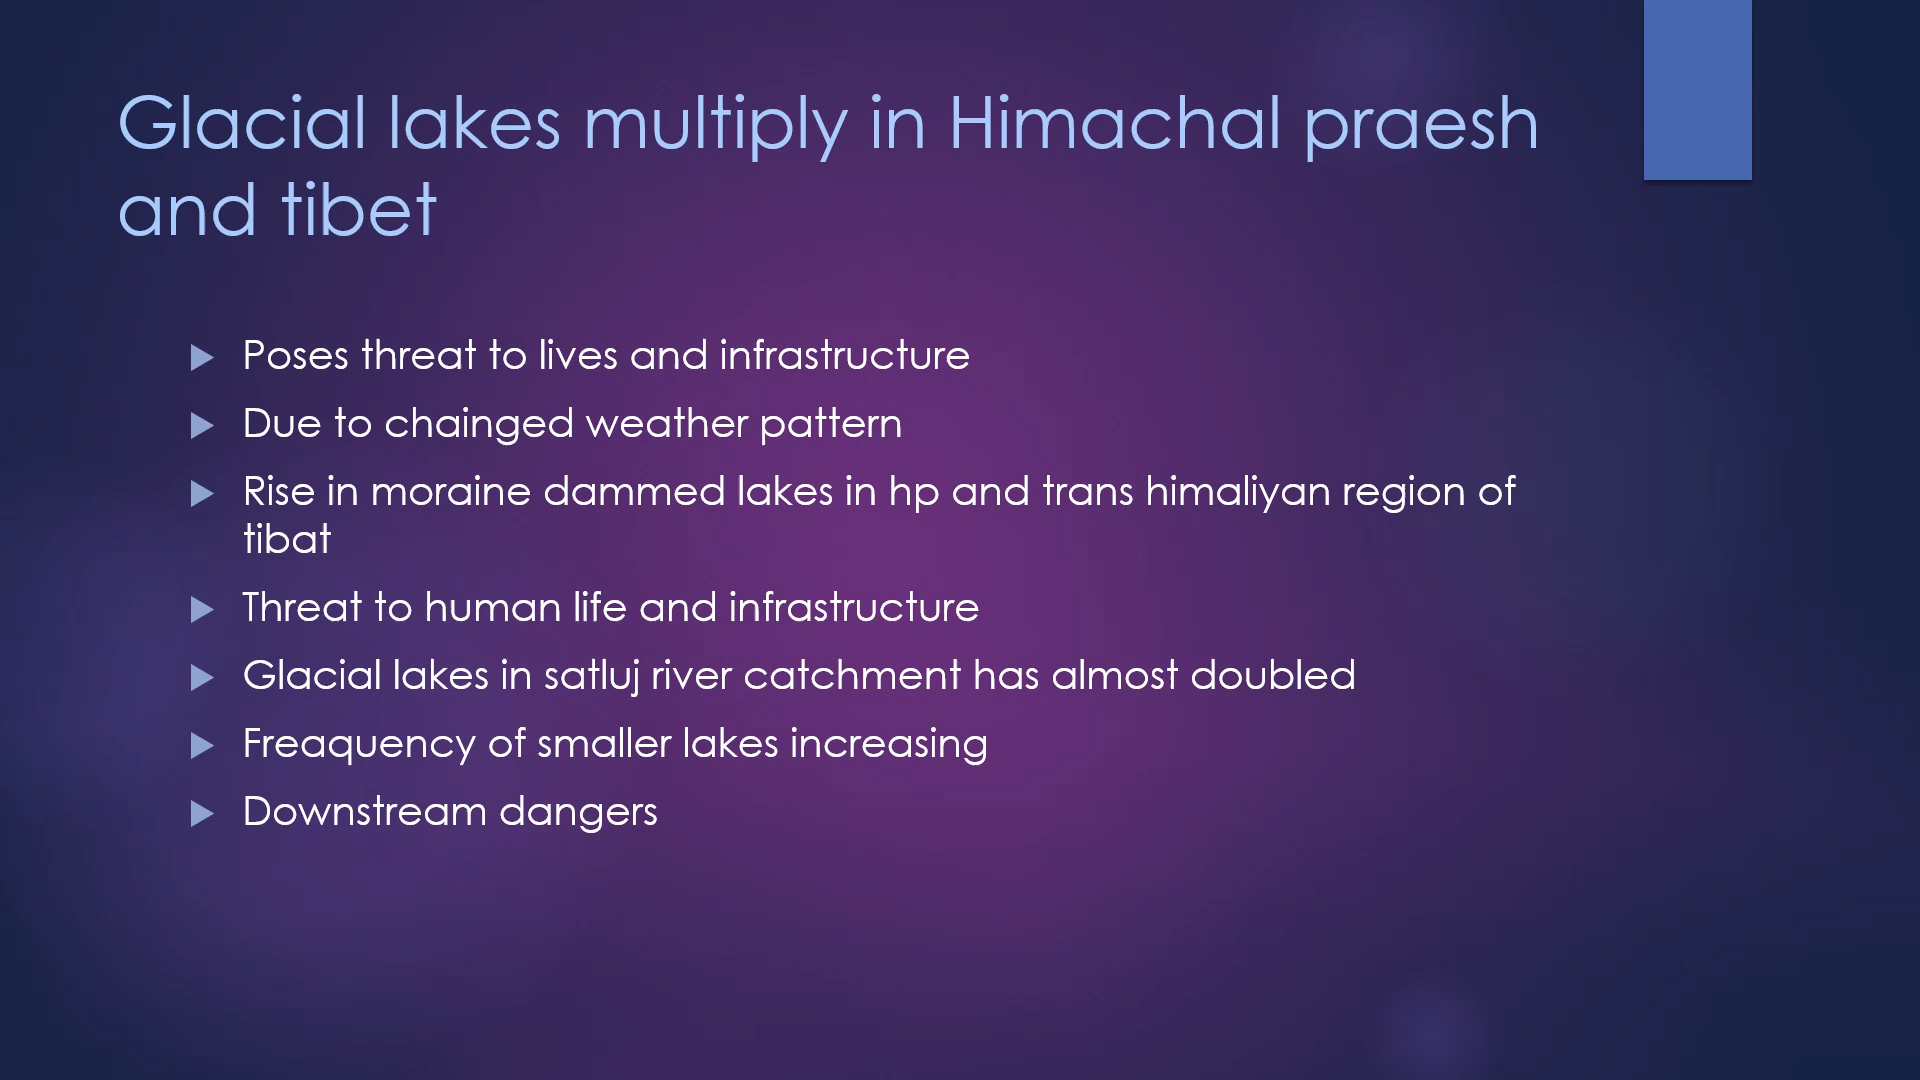 Glacial lakes multiply in Himachal praesh
and tibet
Poses threat to lives and infrastructure
Due to chainged weather pattern
Rise in moraine dammed lakes in hp and trans himaliyan region of
tibat
Threat to human life and infrastructure
Glacial lakes in satluj river catchment has almost doubled
Freaquency of smaller lakes increasing
Downstream dangers